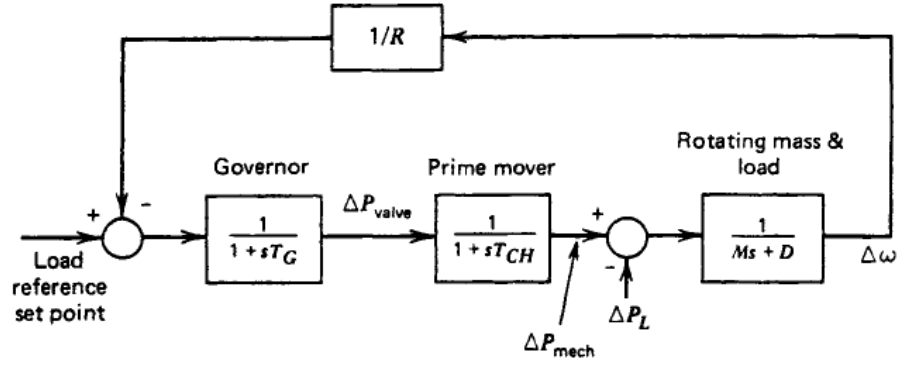 1/R
Rotating mass &
load
Governor
Prime mover
+
-
1
1 + sT_G
ΔP_valve
1
1 + sT_CH
+
-
1
Ms + D
Δω
Load
reference
set point
ΔP_L
ΔP_mech